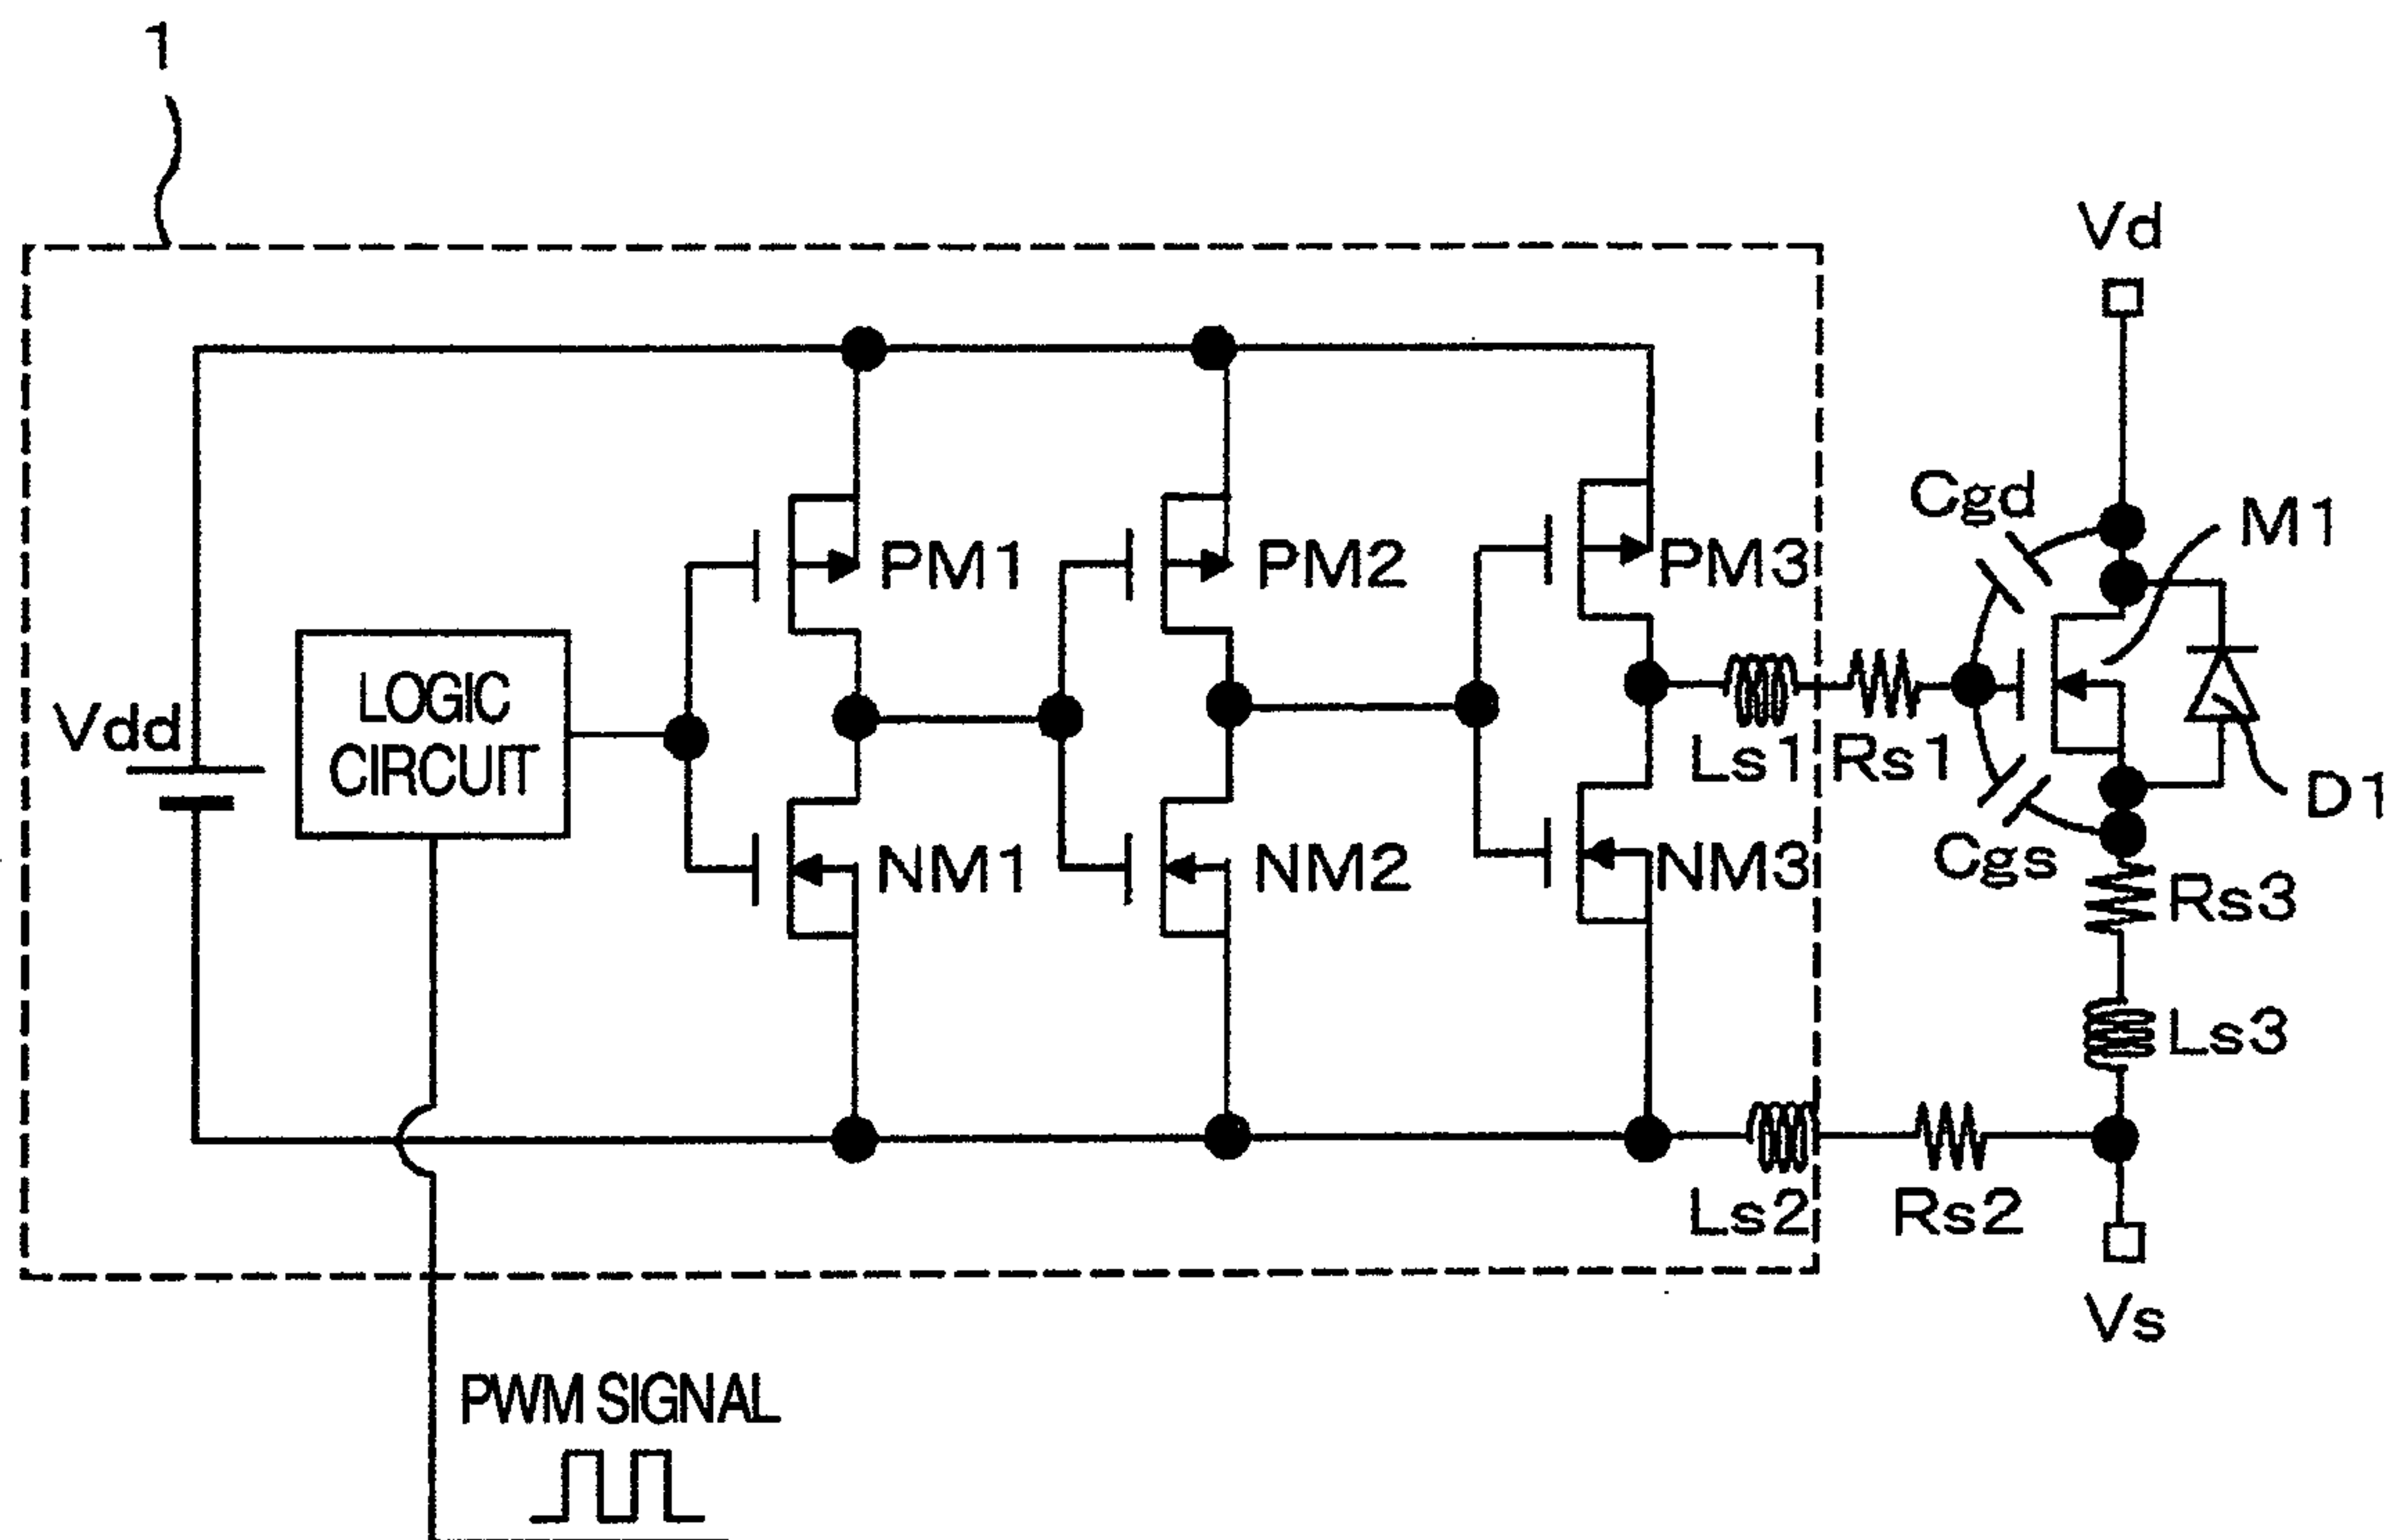 1
Vd
Cgd
M1
PM1
PM2
PM3
LOGIC
CIRCUIT
Vdd
Ls1
Rs1
D1
NM1
NM2
NM3
Cgs
Rs3
Ls3
Ls2
Rs2
Vs
PWM SIGNAL